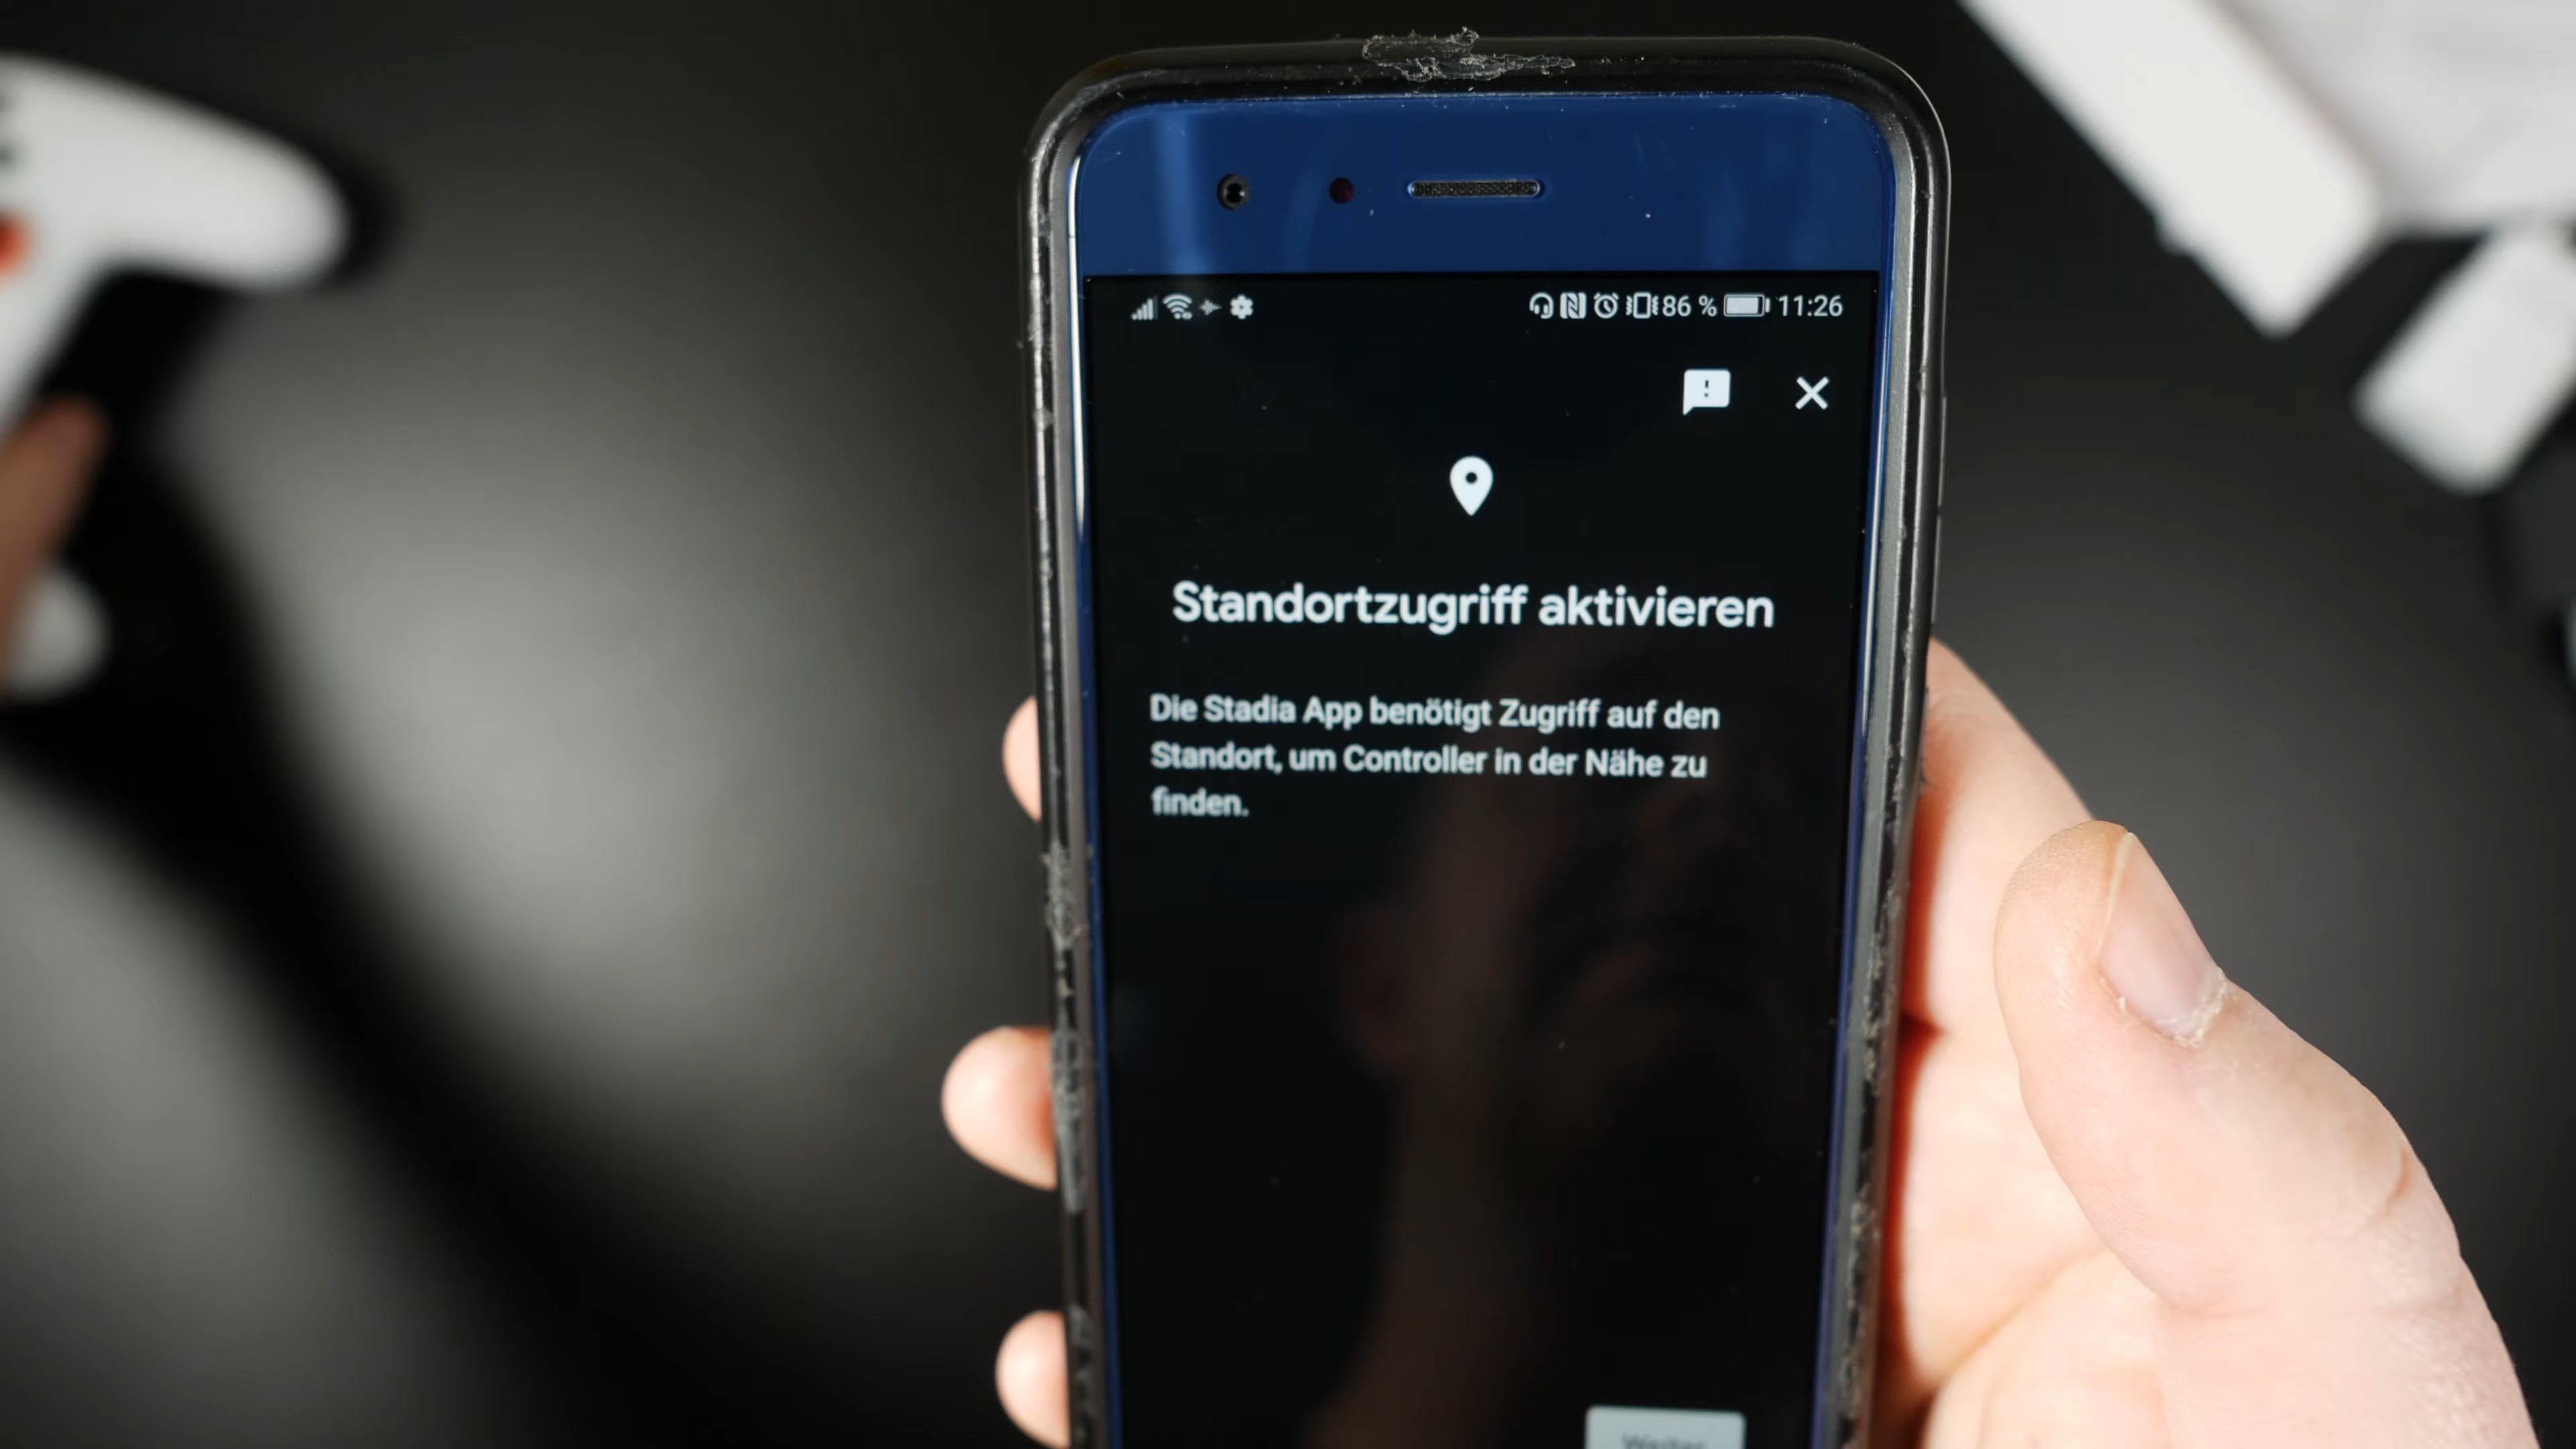 86 % 11:26
Standortzugriff aktivieren
Die Stadia App benötigt Zugriff auf den
Standort, um Controller in der Nähe zu
finden.